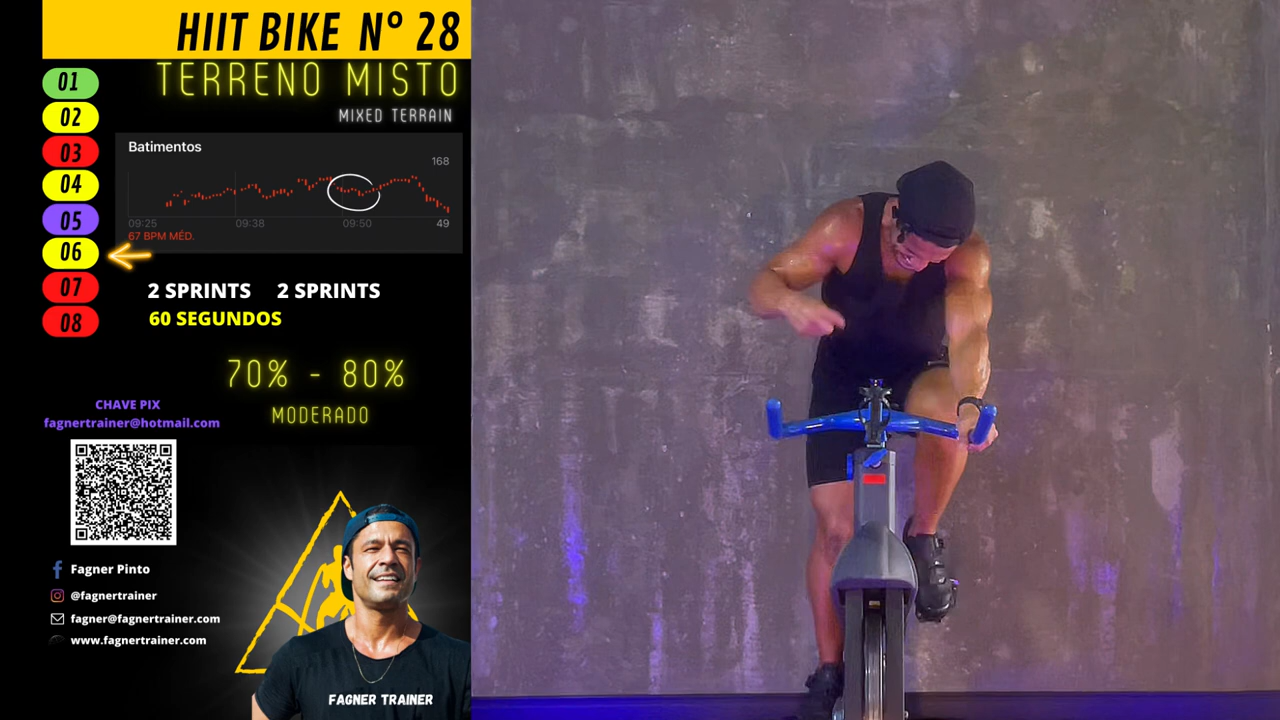 HIIT BIKE Nº 28
TERRENO MISTO
MIXED TERRAIN
01
02
03
04
05
06
07
08
Batimentos
168
09:25
09:38
09:50
49
67 BPM MÉD.
2 SPRINTS 2 SPRINTS
60 SEGUNDOS
70% - 80%
MODERADO
CHAVE PIX
fagnertrainer@hotmail.com
Fagner Pinto
@fagnertrainer
fagner@fagnertrainer.com
www.fagnertrainer.com
FAGNER TRAINER